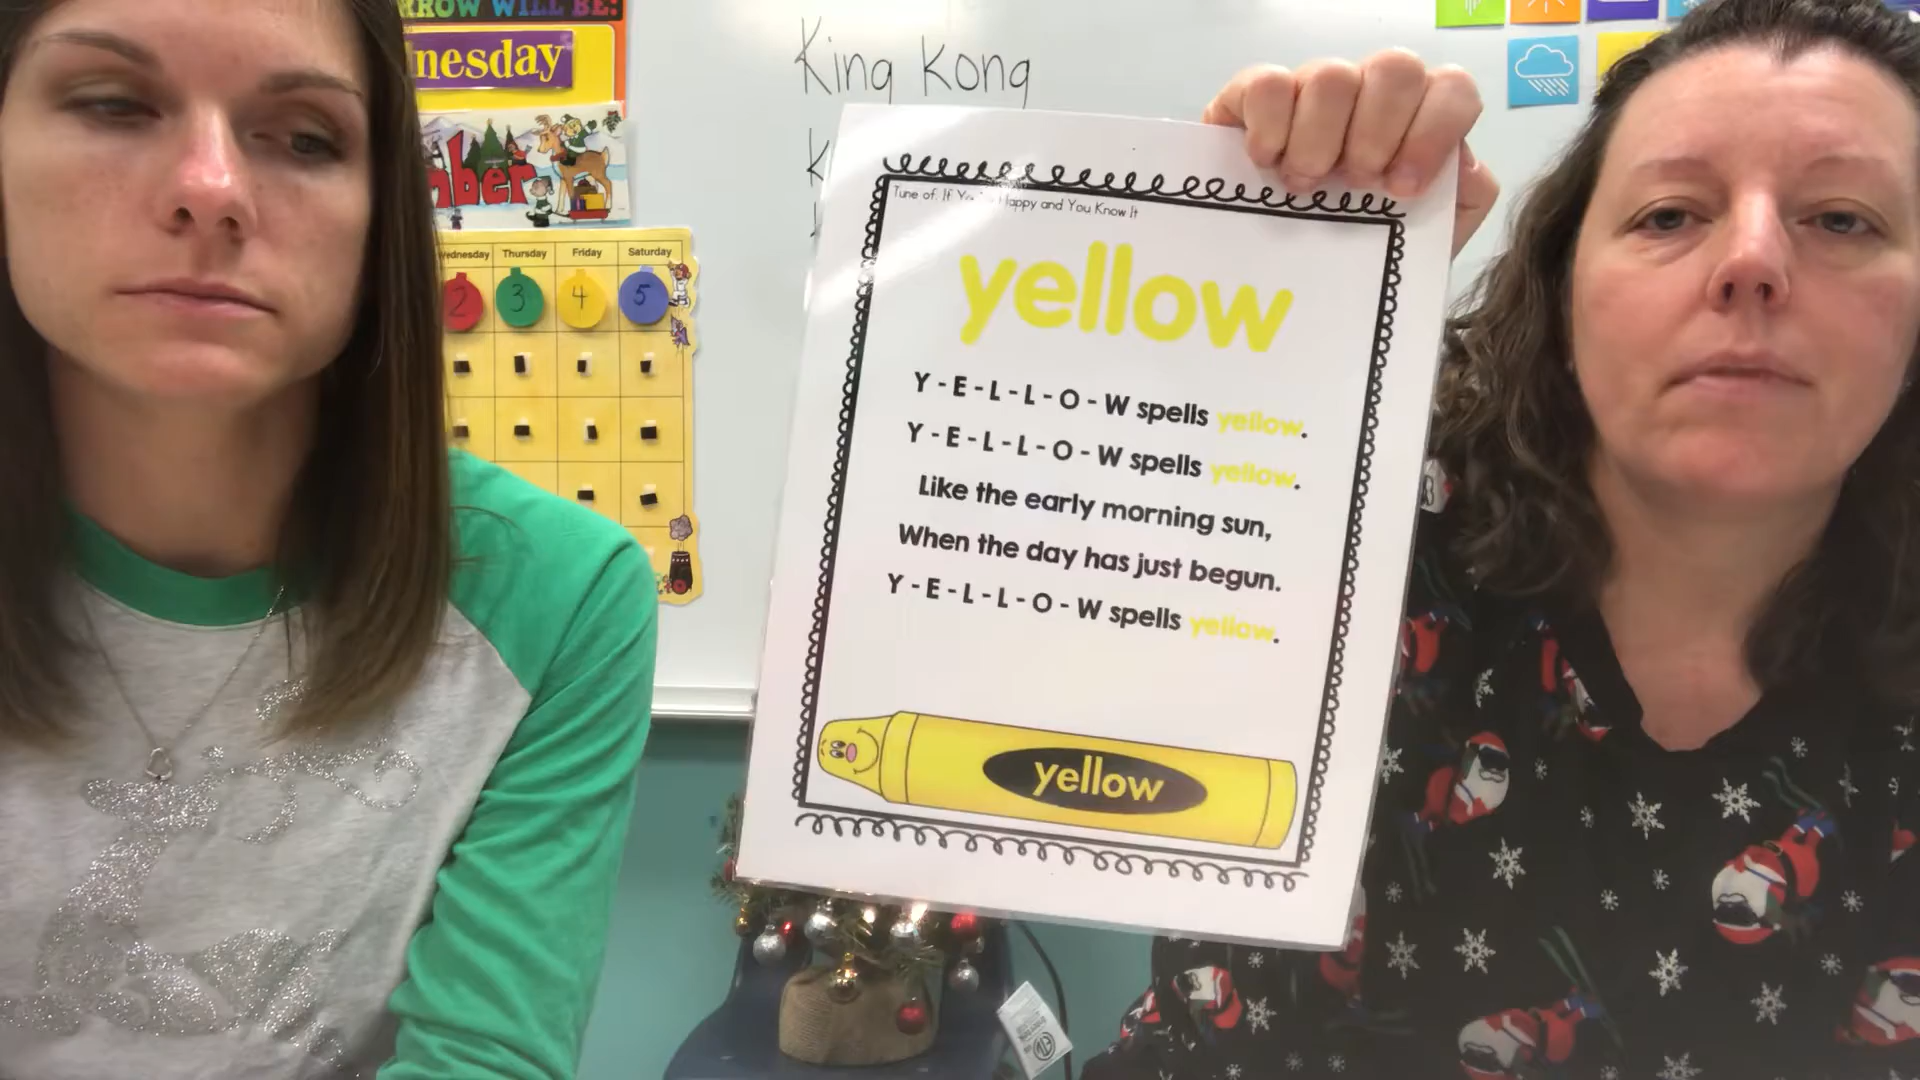 ROW WILL BE:
nesday
mber
Wednesday Thursday Friday Saturday
2 3 4 5
King Kong
K
Tune of: If You're Happy and You Know It
yellow
Y - E - L - L - O - W spells yellow.
Y - E - L - L - O - W spells yellow.
Like the early morning sun,
When the day has just begun.
Y - E - L - L - O - W spells yellow.
yellow